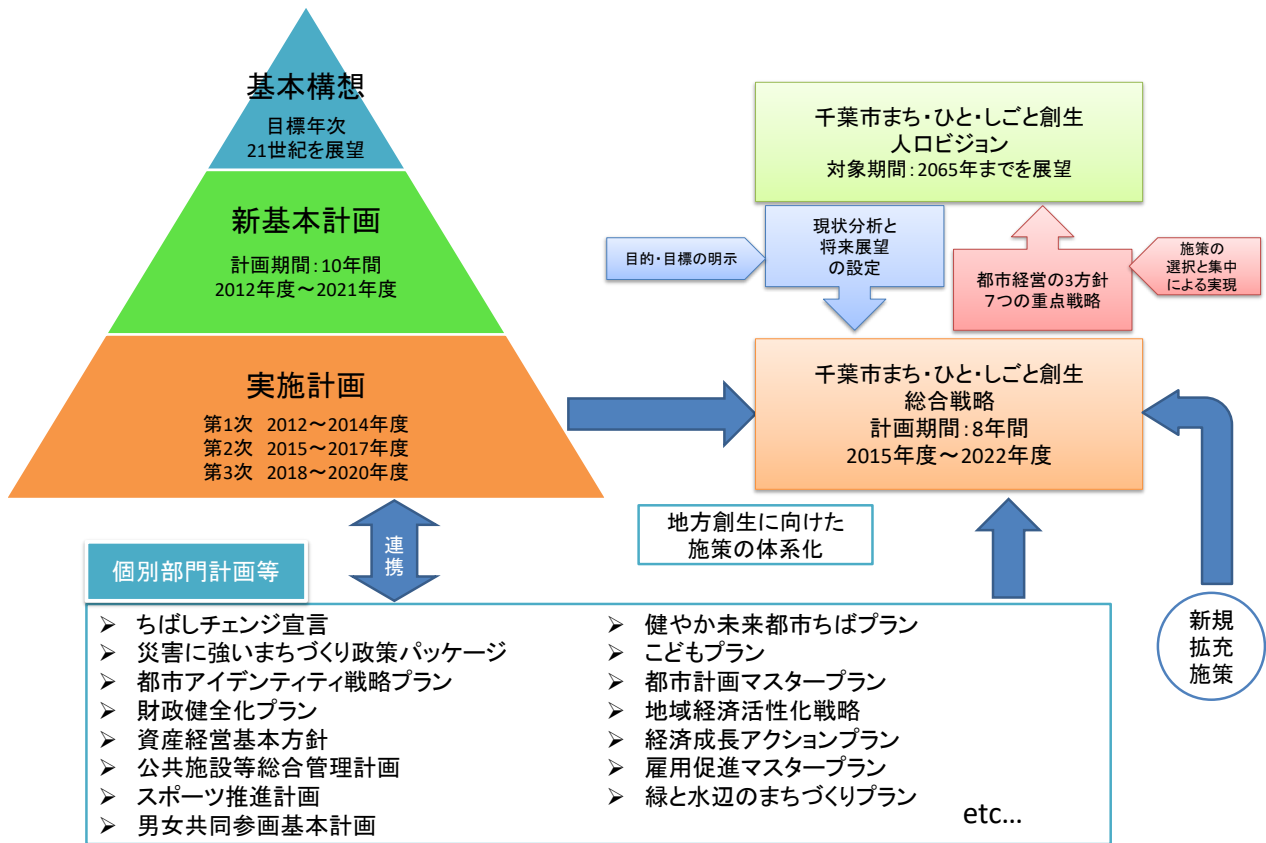 基本構想
目標年次
21世紀を展望
新基本計画
計画期間：10年間
2012年度～2021年度
実施計画
第1次 2012～2014年度
第2次 2015～2017年度
第3次 2018～2020年度
千葉市まち・ひと・しごと創生
人口ビジョン
対象期間：2065年までを展望
目的・目標の明示
現状分析と
将来展望
の設定
都市経営の3方針
７つの重点戦略
施策の
選択と集中
による実現
千葉市まち・ひと・しごと創生
総合戦略
計画期間：8年間
2015年度～2022年度
地方創生に向けた
施策の体系化
連
携
個別部門計画等
➢ ちばしチェンジ宣言
➢ 災害に強いまちづくり政策パッケージ
➢ 都市アイデンティティ戦略プラン
➢ 財政健全化プラン
➢ 資産経営基本方針
➢ 公共施設等総合管理計画
➢ スポーツ推進計画
➢ 男女共同参画基本計画
➢ 健やか未来都市ちばプラン
➢ こどもプラン
➢ 都市計画マスタープラン
➢ 地域経済活性化戦略
➢ 経済成長アクションプラン
➢ 雇用促進マスタープラン
➢ 緑と水辺のまちづくりプラン
etc…
新規
拡充
施策